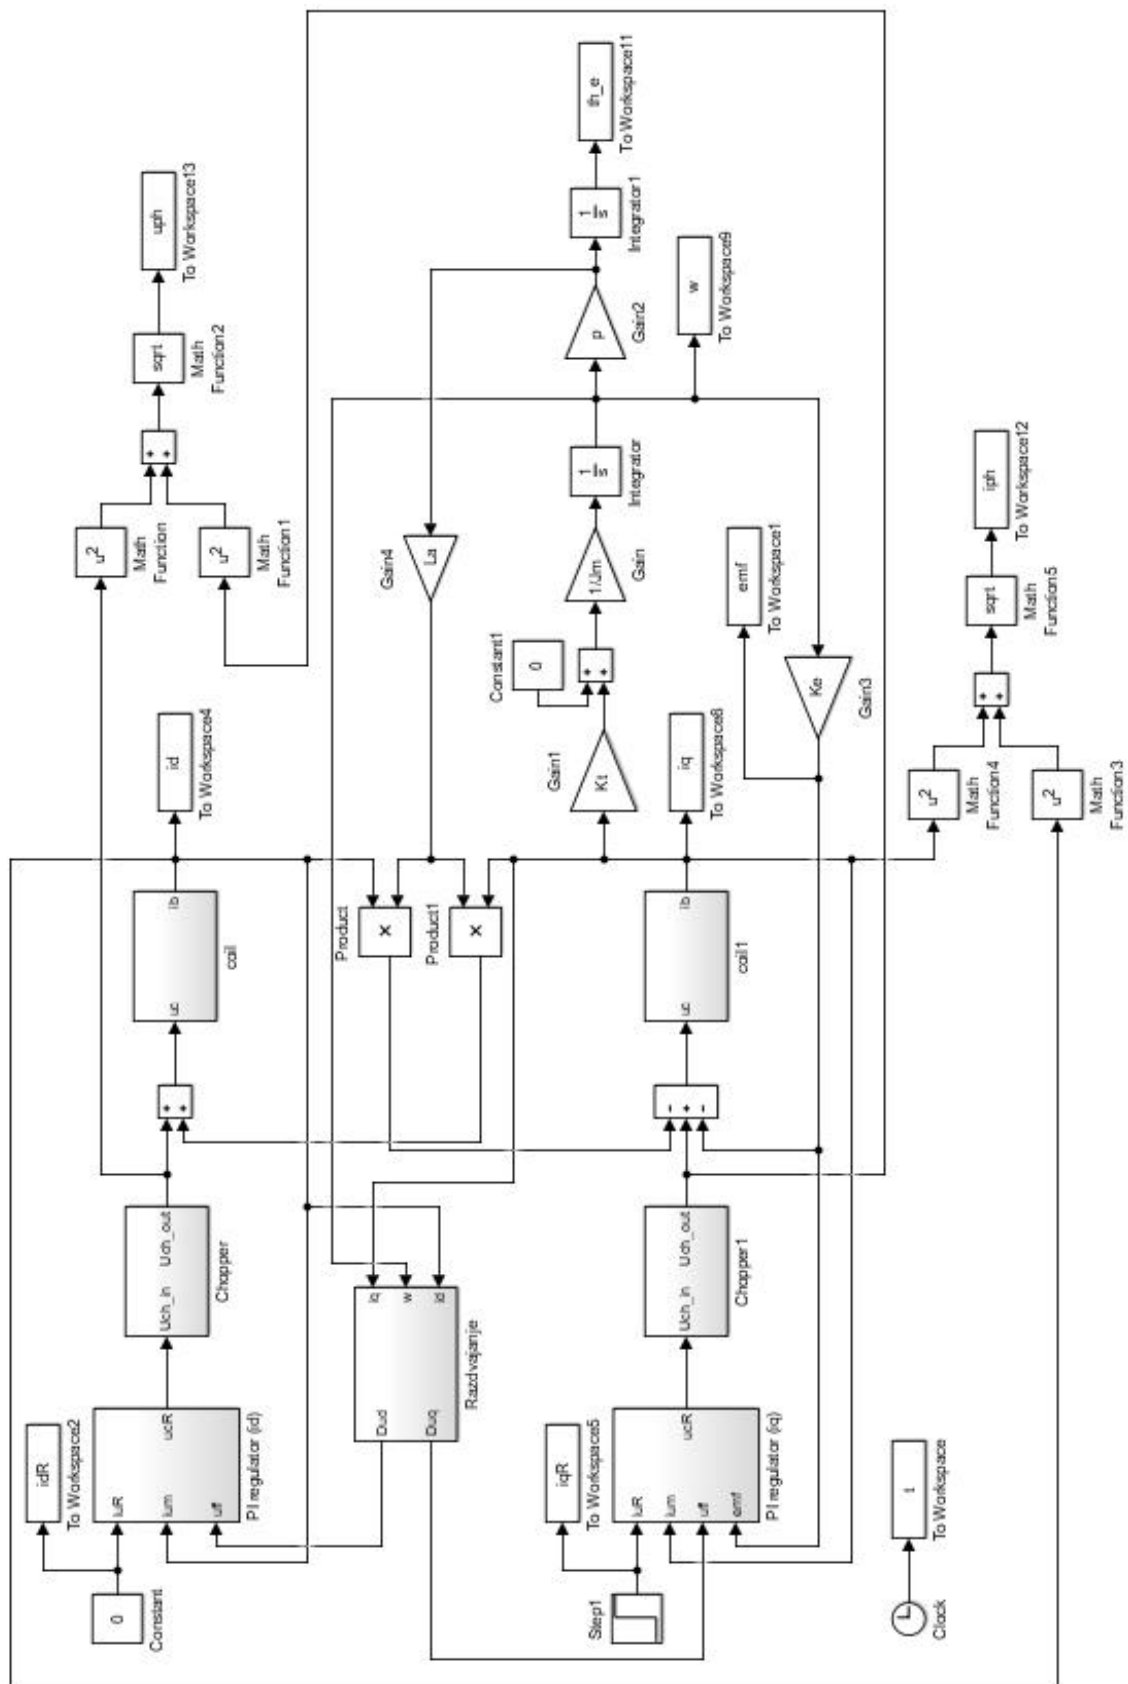 0
Constant
idR
To Workspace2
iuR
ium
uff
ucR
PI regulator (id)
Uch_in Uch_out
Chopper
+
+
uc ib
coil
id
To Workspace4
u²
Math
Function
u²
Math
Function1
+
+
sqrt
Math
Function2
uph
To Workspace13
Dud
Duq
iq
w
id
Razdvajanje
×
Product
×
Product1
La
Gain4
Step1
iqR
To Workspace5
iuR
ium
uff
emf
ucR
PI regulator (iq)
Uch_in Uch_out
Chopper1
−
+
−
uc ib
coil1
iq
To Workspace8
Kt
Gain1
0
Constant1
+
+
1/Jm
Gain
1
s
Integrator
p
Gain2
1
s
Integrator1
th_e
To Workspace11
w
To Workspace9
emf
To Workspace1
Ke
Gain3
Clock
t
To Workspace
u²
Math
Function4
u²
Math
Function3
+
+
sqrt
Math
Function5
iph
To Workspace12